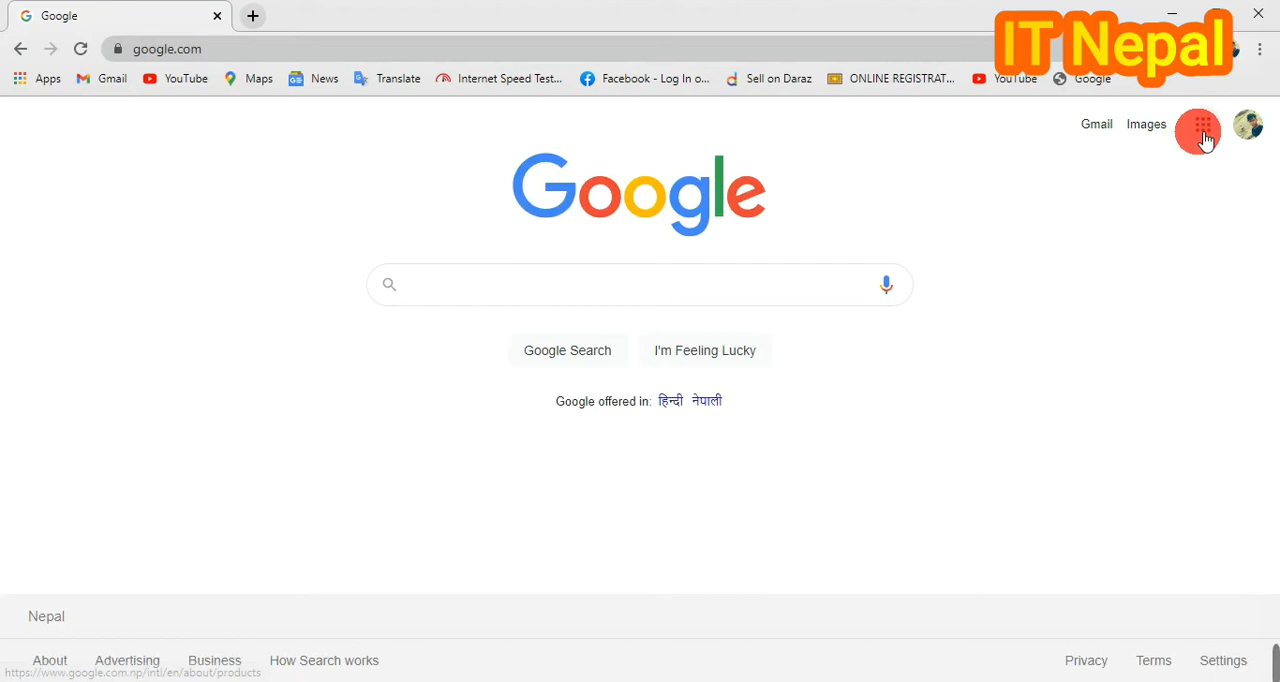 Google
IT Nepal
google.com
Apps Gmail YouTube Maps News Translate Internet Speed Test... Facebook - Log In o... Sell on Daraz ONLINE REGISTRAT... YouTube Google
Gmail Images
Google
Google Search I'm Feeling Lucky
Google offered in: हिन्दी नेपाली
Nepal
About Advertising Business How Search works Privacy Terms Settings
https://www.google.com.np/intl/en/about/products